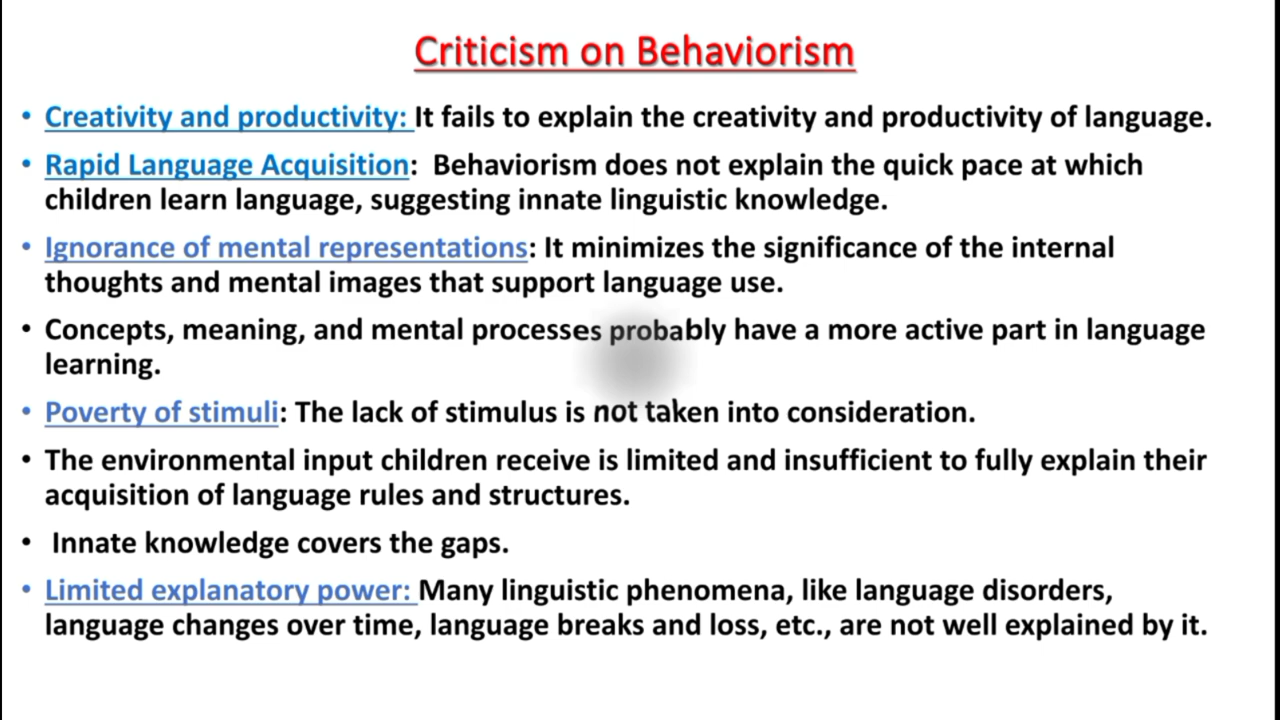 Criticism on Behaviorism
• Creativity and productivity: It fails to explain the creativity and productivity of language.
• Rapid Language Acquisition: Behaviorism does not explain the quick pace at which
children learn language, suggesting innate linguistic knowledge.
• Ignorance of mental representations: It minimizes the significance of the internal
thoughts and mental images that support language use.
• Concepts, meaning, and mental processes probably have a more active part in language
learning.
• Poverty of stimuli: The lack of stimulus is not taken into consideration.
• The environmental input children receive is limited and insufficient to fully explain their
acquisition of language rules and structures.
• Innate knowledge covers the gaps.
• Limited explanatory power: Many linguistic phenomena, like language disorders,
language changes over time, language breaks and loss, etc., are not well explained by it.